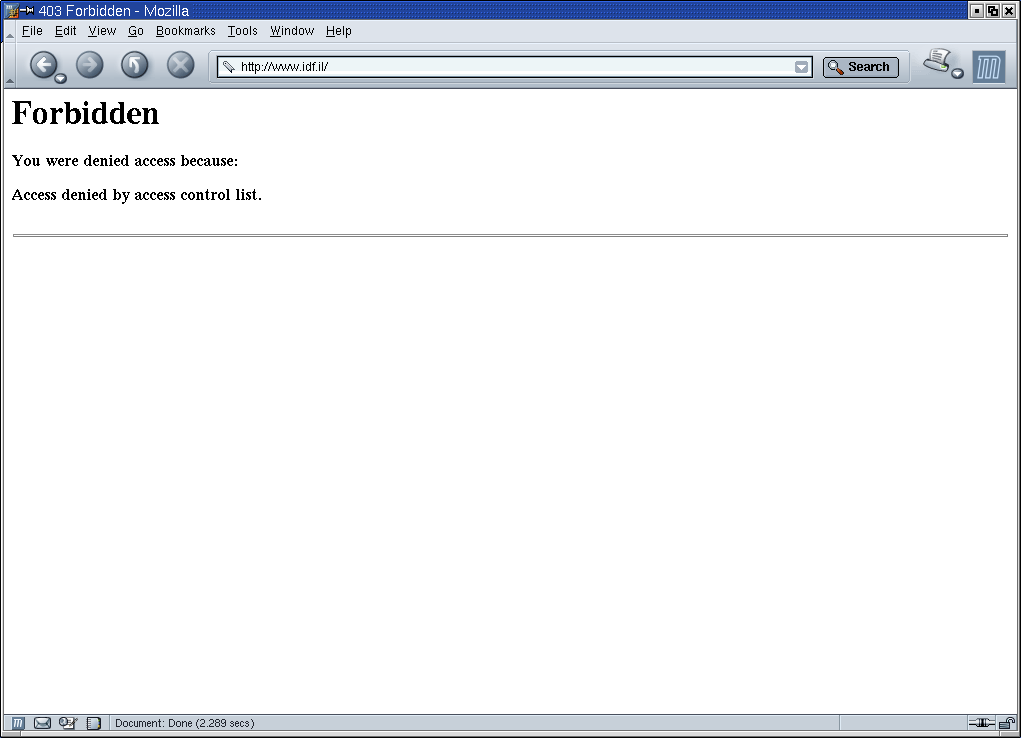 403 Forbidden - Mozilla
File Edit View Go Bookmarks Tools Window Help
http://www.idf.il/ Search
Forbidden
You were denied access because:
Access denied by access control list.
Document: Done (2.289 secs)